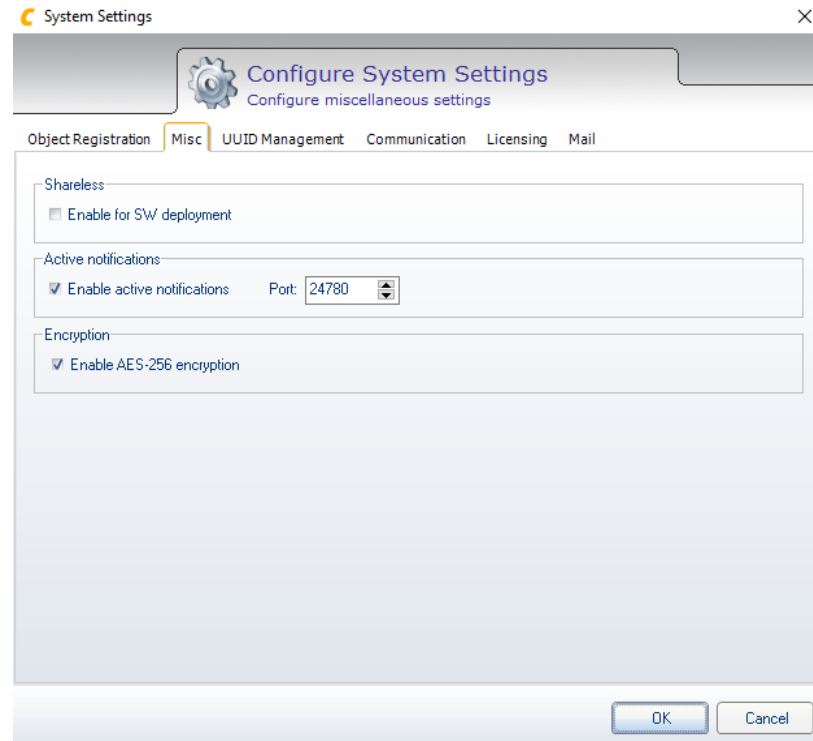 System Settings
Configure System Settings
Configure miscellaneous settings
Object Registration Misc UUID Management Communication Licensing Mail
Shareless
Enable for SW deployment
Active notifications
Enable active notifications Port: 24780
Encryption
Enable AES-256 encryption
OK Cancel